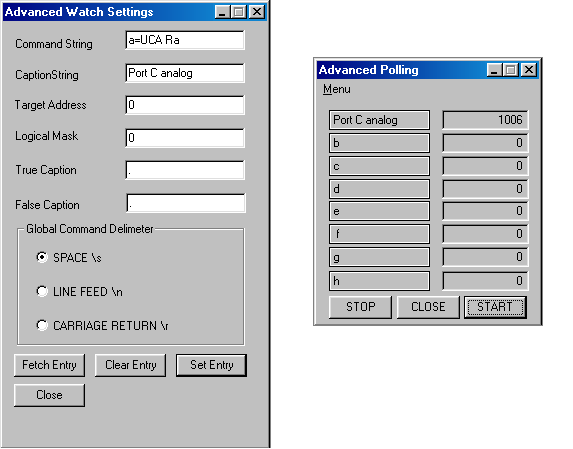 Advanced Watch Settings
Command String a=UCA Ra
CaptionString Port C analog
Target Address 0
Logical Mask 0
True Caption .
False Caption .
Global Command Delimeter
SPACE \s
LINE FEED \n
CARRIAGE RETURN \r
Fetch Entry Clear Entry Set Entry
Close
Advanced Polling
Menu
Port C analog 1006
b 0
c 0
d 0
e 0
f 0
g 0
h 0
STOP CLOSE START